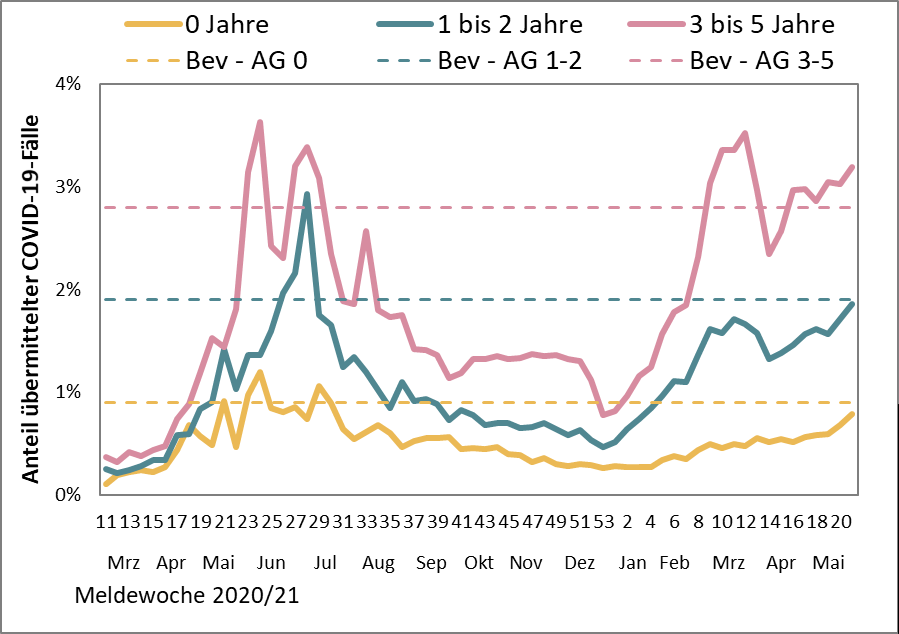 0 Jahre 1 bis 2 Jahre 3 bis 5 Jahre
Bev - AG 0 Bev - AG 1-2 Bev - AG 3-5
Anteil übermittelter COVID-19-Fälle
4%
3%
2%
1%
0%
11 13 15 17 19 21 23 25 27 29 31 33 35 37 39 41 43 45 47 49 51 53 2 4 6 8 10 12 14 16 18 20
Mrz Apr Mai Jun Jul Aug Sep Okt Nov Dez Jan Feb Mrz Apr Mai
Meldewoche 2020/21